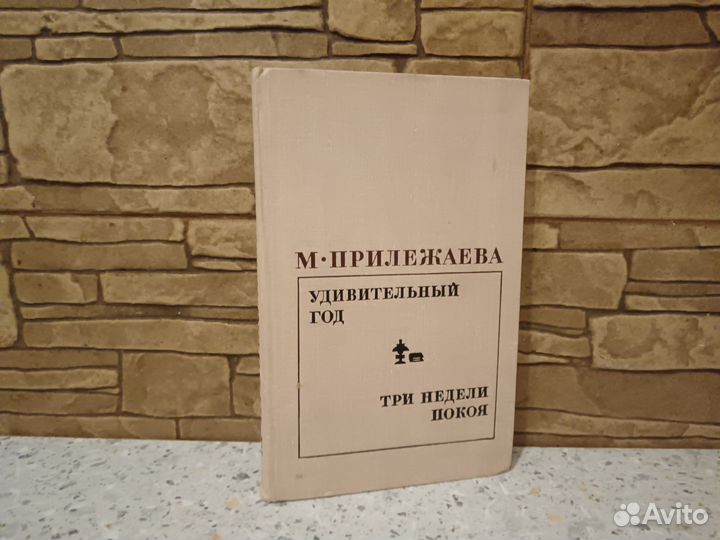 М·ПРИЛЕЖАЕВА
УДИВИТЕЛЬНЫЙ
ГОД
ТРИ НЕДЕЛИ
ПОКОЯ
Avito